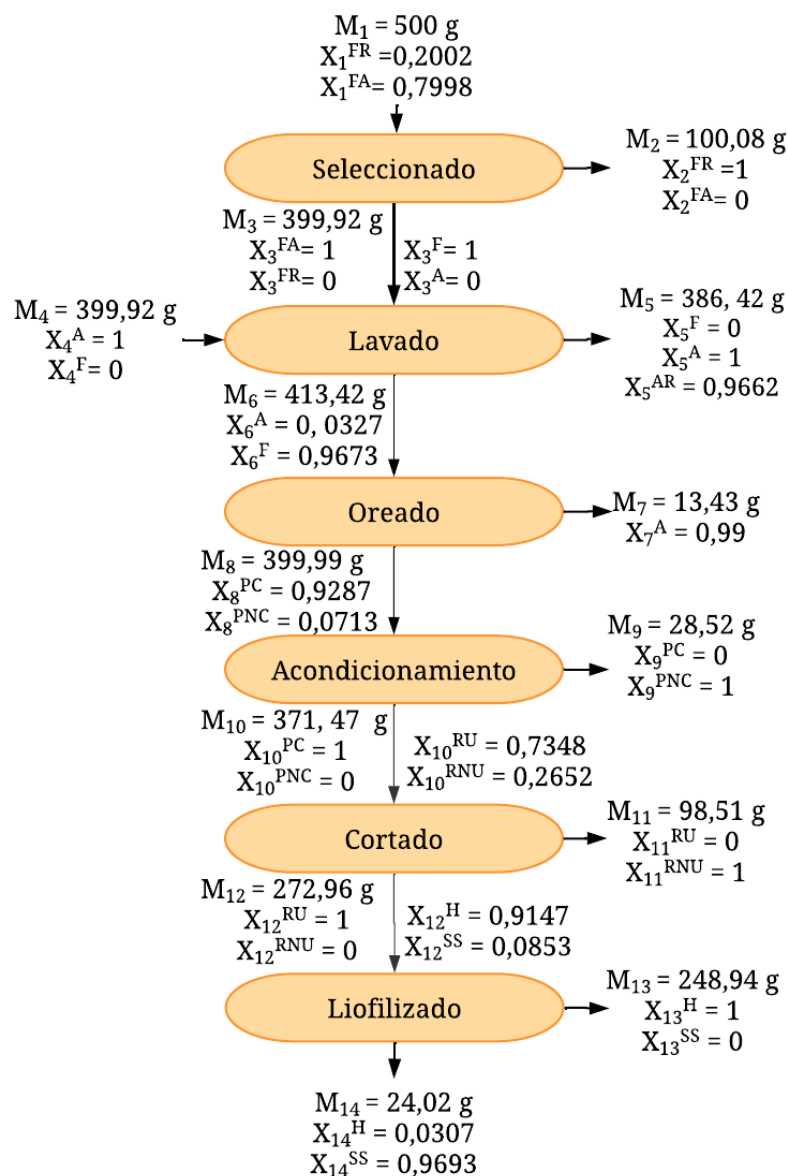 M₁ = 500 g
X₁ᶠᴿ =0,2002
X₁ᶠᴬ= 0,7998
Seleccionado
M₂ = 100,08 g
X₂ᶠᴿ =1
X₂ᶠᴬ= 0
M₃ = 399,92 g
X₃ᶠᴬ= 1
X₃ᶠᴿ= 0
X₃ᶠ= 1
X₃ᴬ= 0
M₄ = 399,92 g
X₄ᴬ = 1
X₄ᶠ= 0
Lavado
M₅ = 386, 42 g
X₅ᶠ = 0
X₅ᴬ = 1
X₅ᴬᴿ = 0,9662
M₆ = 413,42 g
X₆ᴬ = 0, 0327
X₆ᶠ = 0,9673
Oreado
M₇ = 13,43 g
X₇ᴬ = 0,99
M₈ = 399,99 g
X₈ᴾꟲ = 0,9287
X₈ᴾᴺꟲ = 0,0713
Acondicionamiento
M₉ = 28,52 g
X₉ᴾꟲ = 0
X₉ᴾᴺꟲ = 1
M₁₀ = 371, 47 g
X₁₀ᴾꟲ = 1
X₁₀ᴾᴺꟲ = 0
X₁₀ᴿᵁ = 0,7348
X₁₀ᴿᴺᵁ = 0,2652
Cortado
M₁₁ = 98,51 g
X₁₁ᴿᵁ = 0
X₁₁ᴿᴺᵁ = 1
M₁₂ = 272,96 g
X₁₂ᴿᵁ = 1
X₁₂ᴿᴺᵁ = 0
X₁₂ᴴ = 0,9147
X₁₂ˢˢ = 0,0853
Liofilizado
M₁₃ = 248,94 g
X₁₃ᴴ = 1
X₁₃ˢˢ = 0
M₁₄ = 24,02 g
X₁₄ᴴ = 0,0307
X₁₄ˢˢ = 0,9693